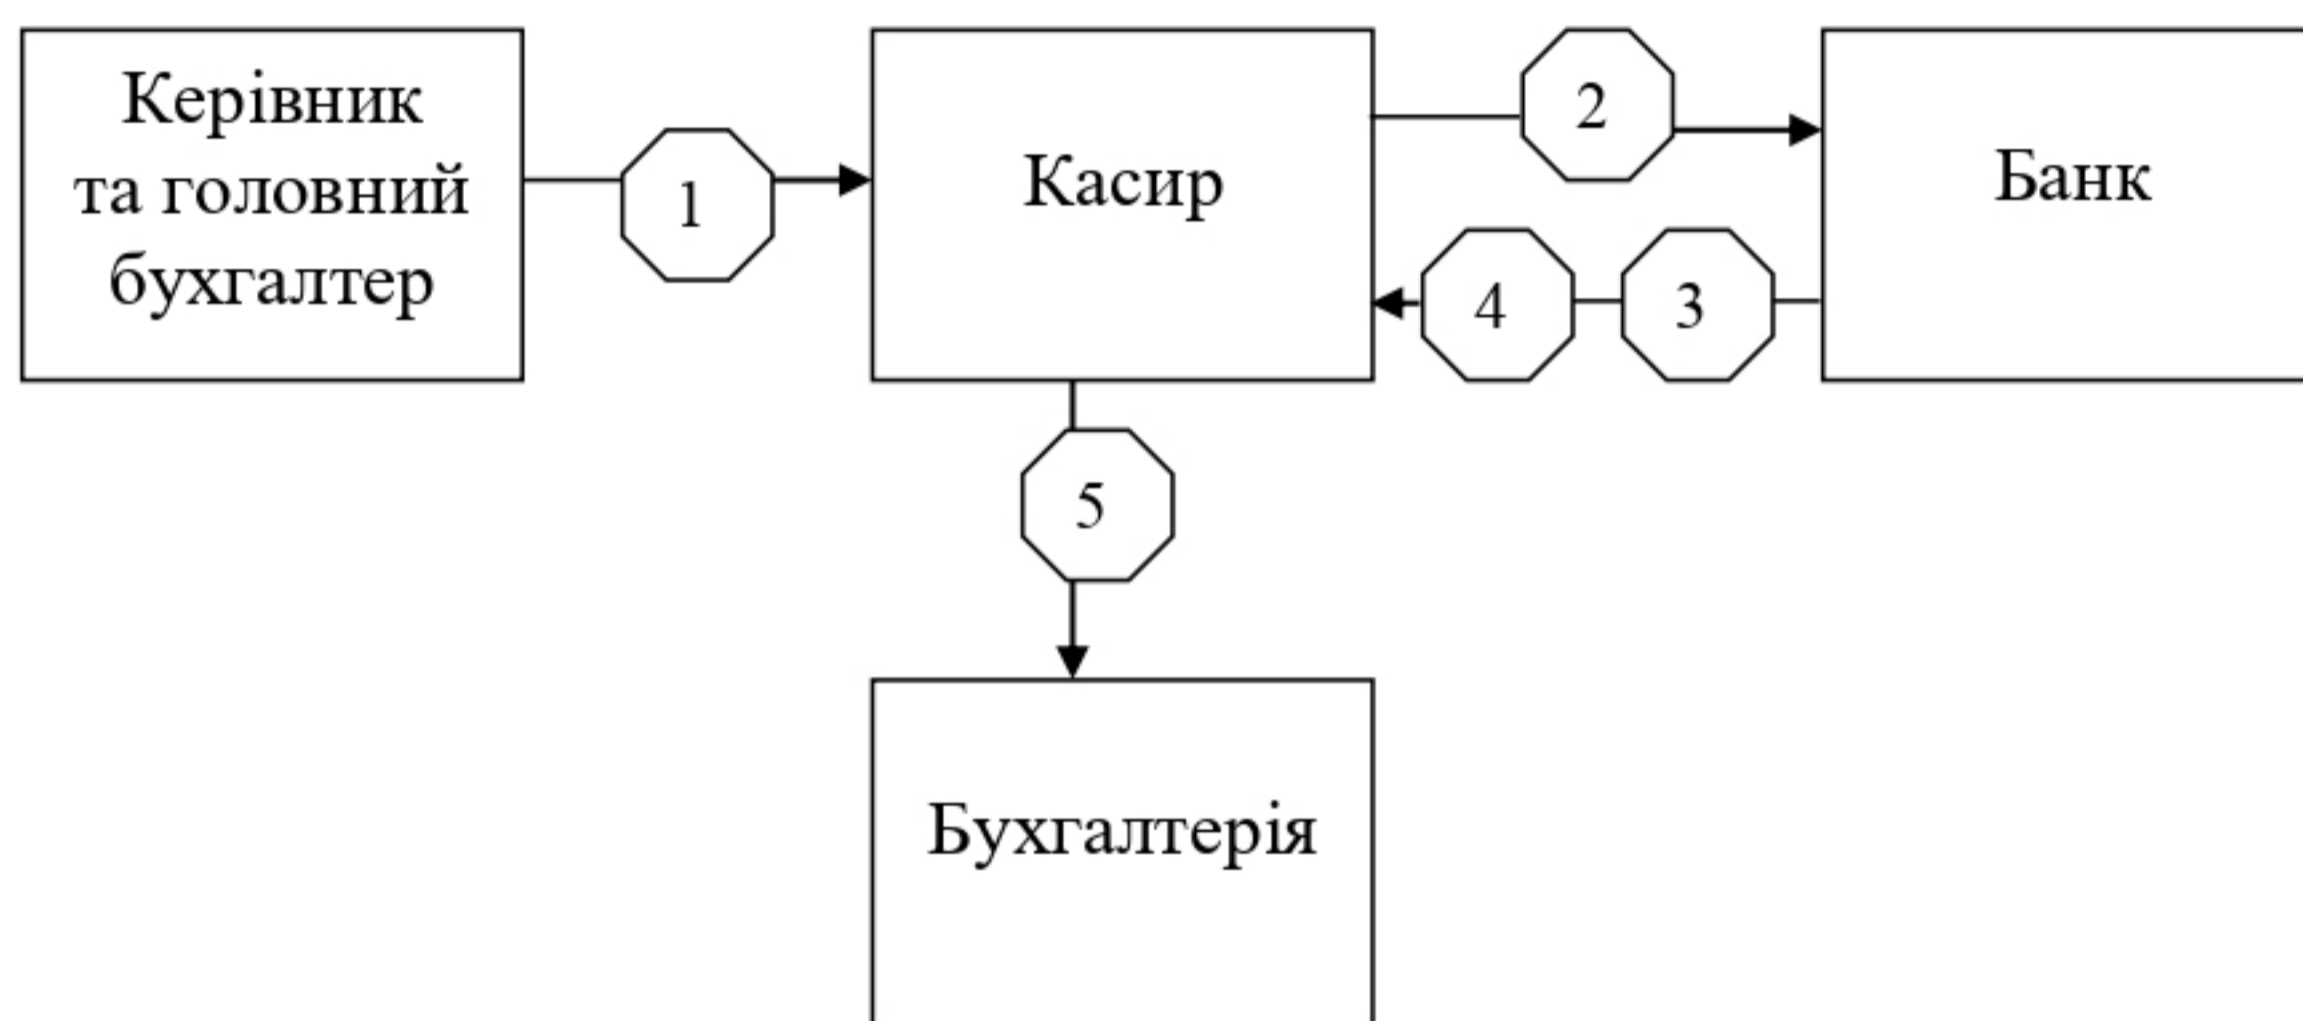 Керівник
та головний
бухгалтер
1
Касир
2
Банк
4
3
5
Бухгалтерія